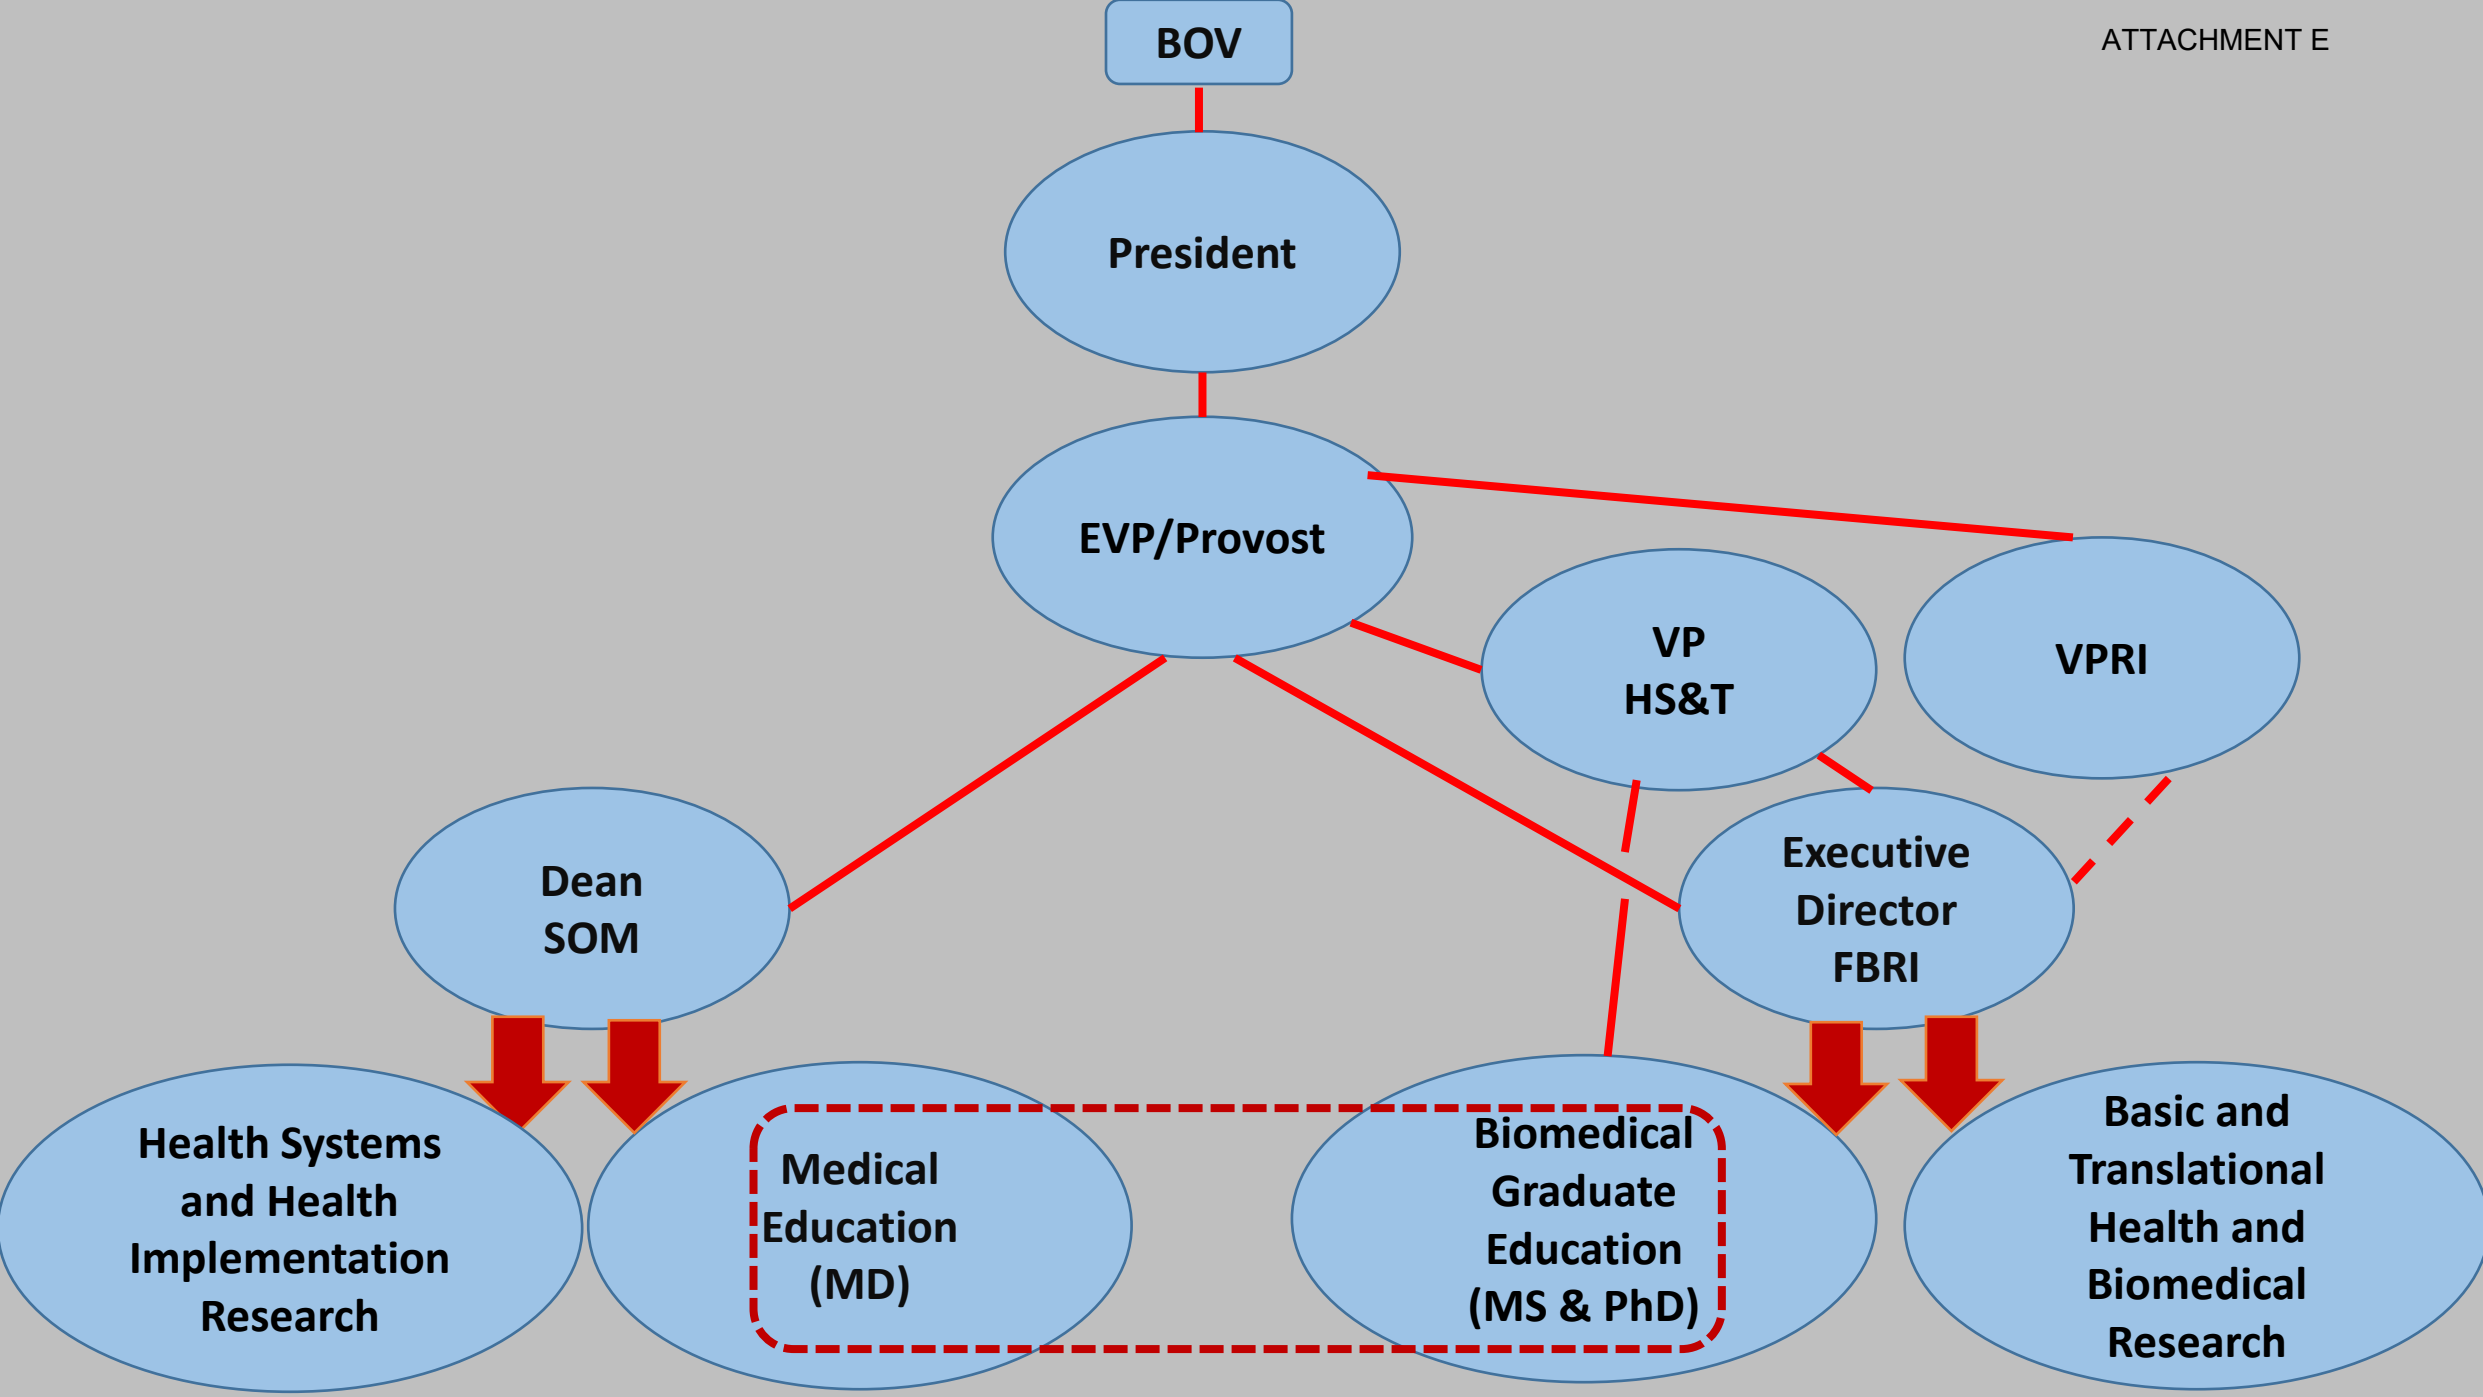 BOV
ATTACHMENT E
President
EVP/Provost
VP
HS&T
VPRI
Dean
SOM
Executive
Director
FBRI
Health Systems
and Health
Implementation
Research
Medical
Education
(MD)
Biomedical
Graduate
Education
(MS & PhD)
Basic and
Translational
Health and
Biomedical
Research